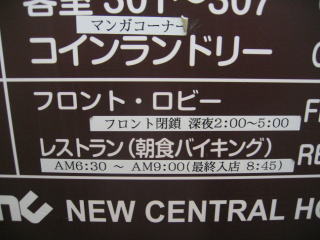 客室 301～307
マンガコーナー
コインランドリー
フロント・ロビー
フロント閉鎖 深夜2:00～5:00
レストラン(朝食バイキング)
AM6:30 ～ AM9:00(最終入店 8:45)
NEW CENTRAL HO